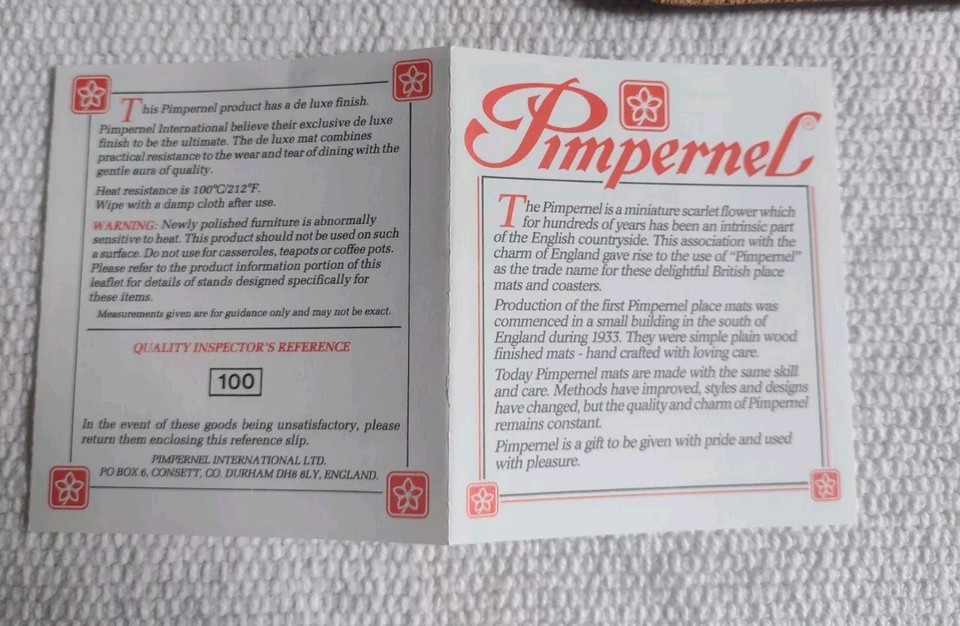 This Pimpernel product has a de luxe finish.
Pimpernel International believe their exclusive de luxe
finish to be the ultimate. The de luxe mat combines
practical resistance to the wear and tear of dining with the
gentle aura of quality.
Heat resistance is 100°C/212°F.
Wipe with a damp cloth after use.
WARNING: Newly polished furniture is abnormally
sensitive to heat. This product should not be used on such
a surface. Do not use for casseroles, teapots or coffee pots.
Please refer to the product information portion of this
leaflet for details of stands designed specifically for
these items.
Measurements given are for guidance only and may not be exact.
QUALITY INSPECTOR'S REFERENCE
100
In the event of these goods being unsatisfactory, please
return them enclosing this reference slip.
PIMPERNEL INTERNATIONAL LTD.
PO BOX 6, CONSETT, CO. DURHAM DH8 8LY, ENGLAND.
Pimpernel ®
The Pimpernel is a miniature scarlet flower which
for hundreds of years has been an intrinsic part
of the English countryside. This association with the
charm of England gave rise to the use of "Pimpernel"
as the trade name for these delightful British place
mats and coasters.
Production of the first Pimpernel place mats was
commenced in a small building in the south of
England during 1933. They were simple plain wood
finished mats - hand crafted with loving care.
Today Pimpernel mats are made with the same skill
and care. Methods have improved, styles and designs
have changed, but the quality and charm of Pimpernel
remains constant.
Pimpernel is a gift to be given with pride and used
with pleasure.